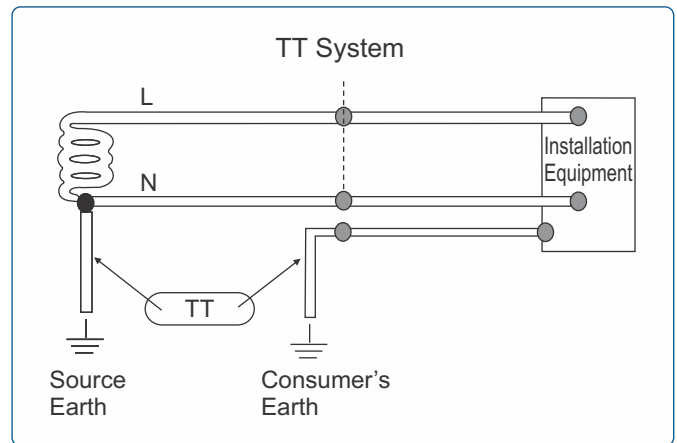 TT System
L
Installation
Equipment
N
TT
Source
Earth
Consumer's
Earth